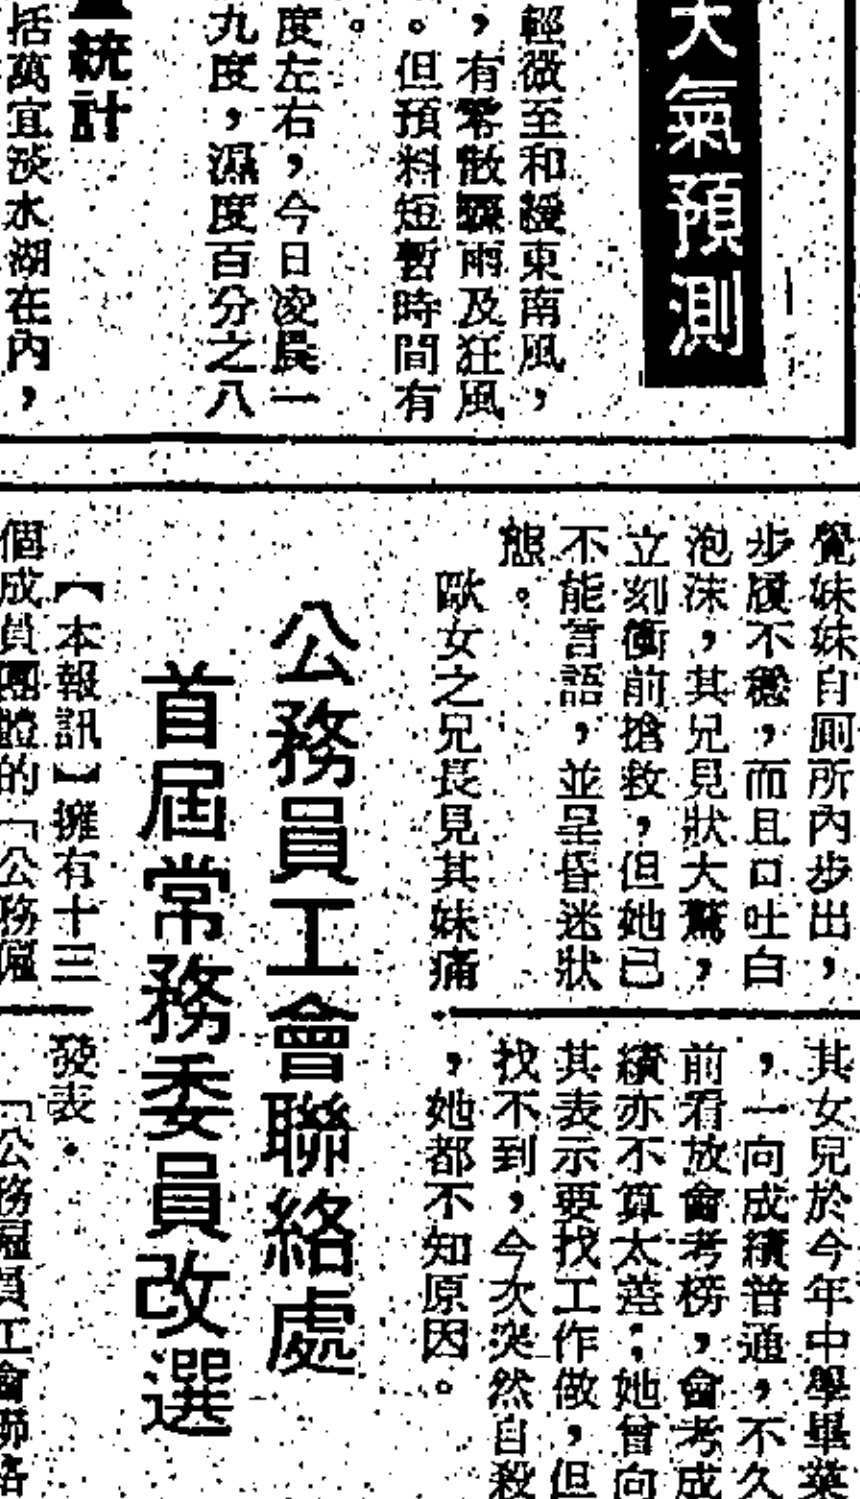 大氣預測
輕微至和緩東南風，
，有零散驟雨及狂風
。但預料短暫時間有
。
度左右，今日凌晨一
九度，濕度百分之八
統計
括萬宜淡水湖在內，
覺妹妹自厠所內步出，
步履不穩，而且口吐白
泡沫，其兄見狀大驚，
立刻衝前搶救，但她已
不能言語，並呈昏迷狀
態。
歐女之兄長見其妹痛
其女兒於今年中學畢業
，一向成績普通，不久
前看放會考榜，會考成
績亦不算太差；她曾向
其表示要找工作做，但
找不到，今次突然自殺
，她都不知原因。
公務員工會聯絡處
首屆常務委員改選
【本報訊】擁有十三
個成員團體的「公務僱
發表。
「公務僱員工會聯絡